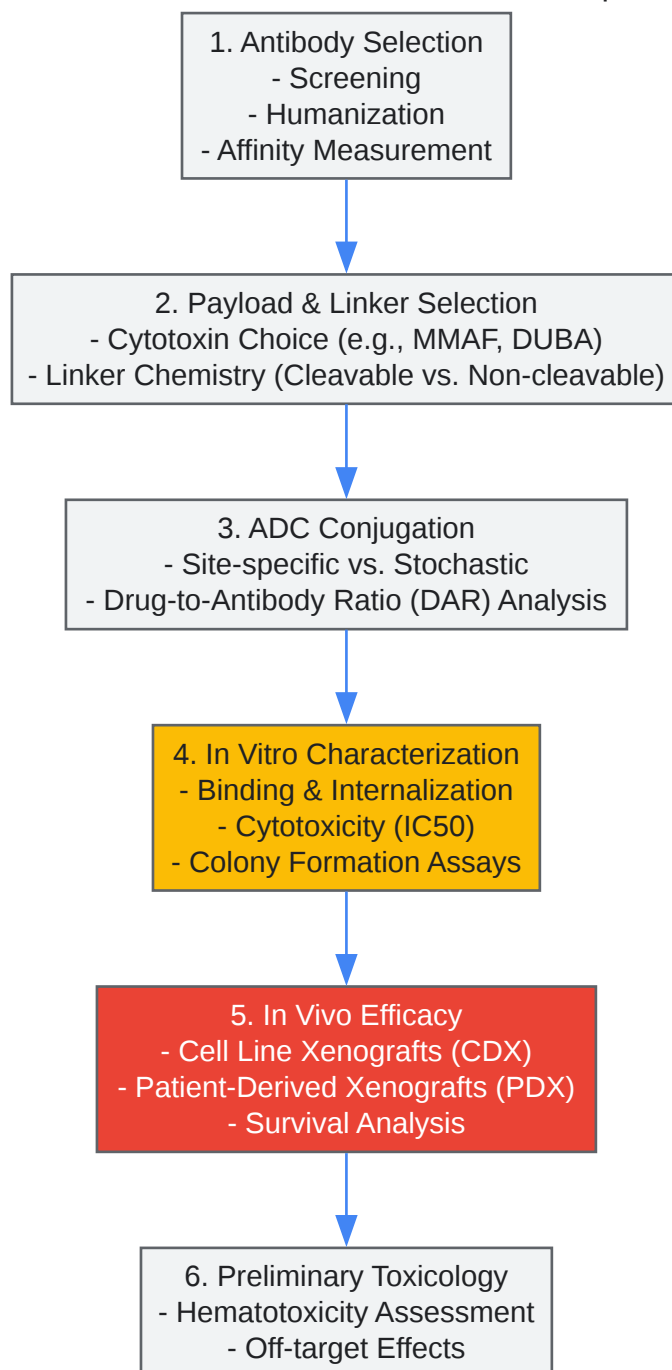 1. Antibody Selection
- Screening
- Humanization
- Affinity Measurement
2. Payload & Linker Selection
- Cytotoxin Choice (e.g., MMAF, DUBA)
- Linker Chemistry (Cleavable vs. Non-cleavable)
3. ADC Conjugation
- Site-specific vs. Stochastic
- Drug-to-Antibody Ratio (DAR) Analysis
4. In Vitro Characterization
- Binding & Internalization
- Cytotoxicity (IC50)
- Colony Formation Assays
5. In Vivo Efficacy
- Cell Line Xenografts (CDX)
- Patient-Derived Xenografts (PDX)
- Survival Analysis
6. Preliminary Toxicology
- Hematotoxicity Assessment
- Off-target Effects